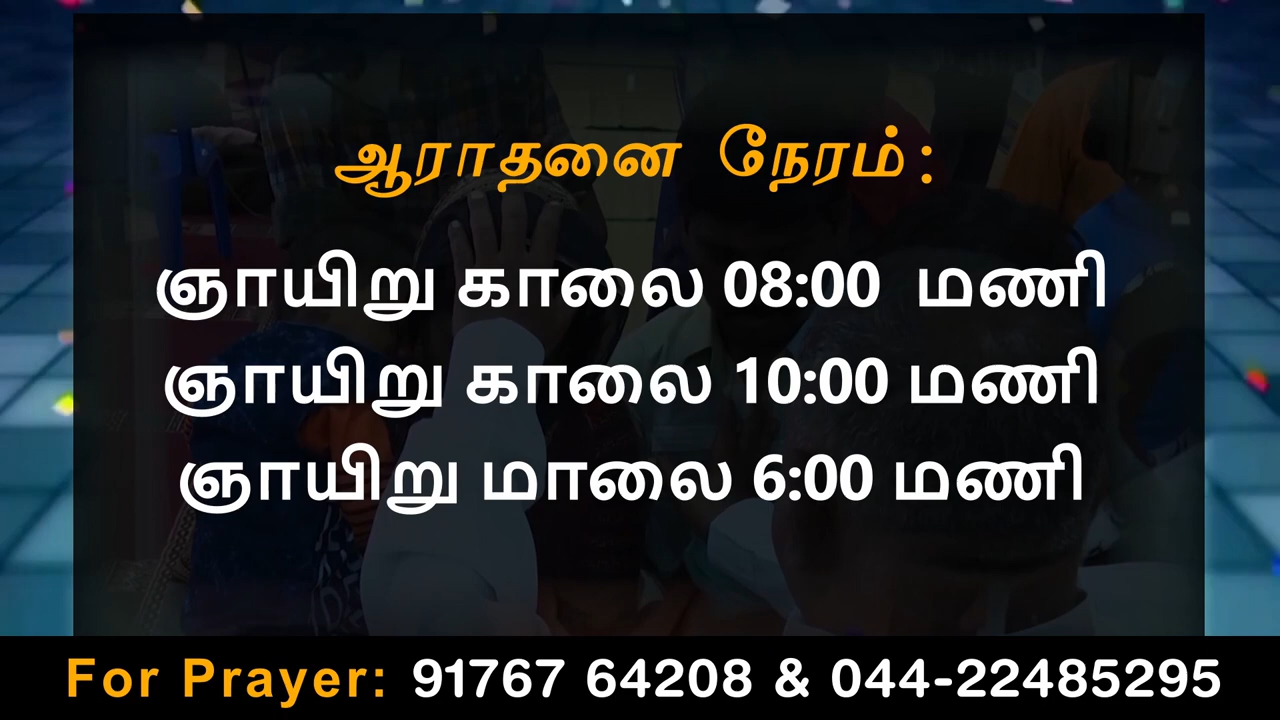 ஆராதனை நேரம்:
ஞாயிறு காலை 08:00 மணி
ஞாயிறு காலை 10:00 மணி
ஞாயிறு மாலை 6:00 மணி
For Prayer: 91767 64208 & 044-22485295